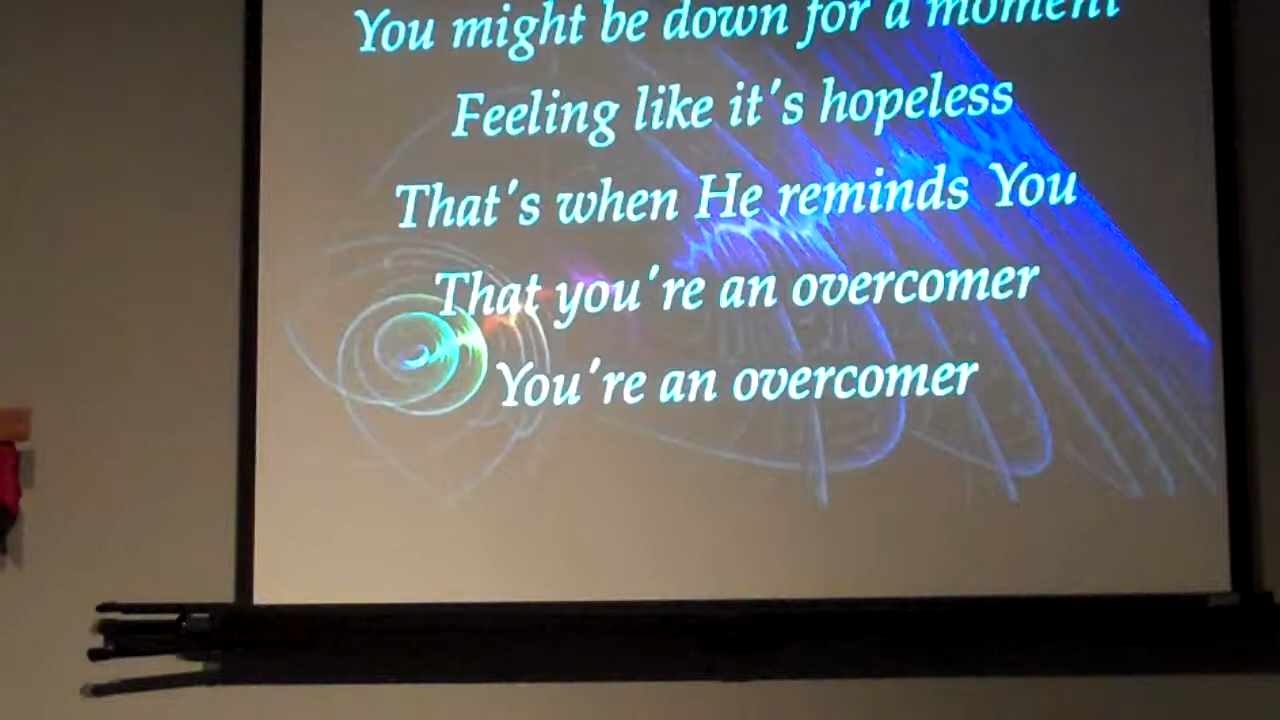 You might be down for a moment
Feeling like it's hopeless
That's when He reminds You
That you're an overcomer
You're an overcomer